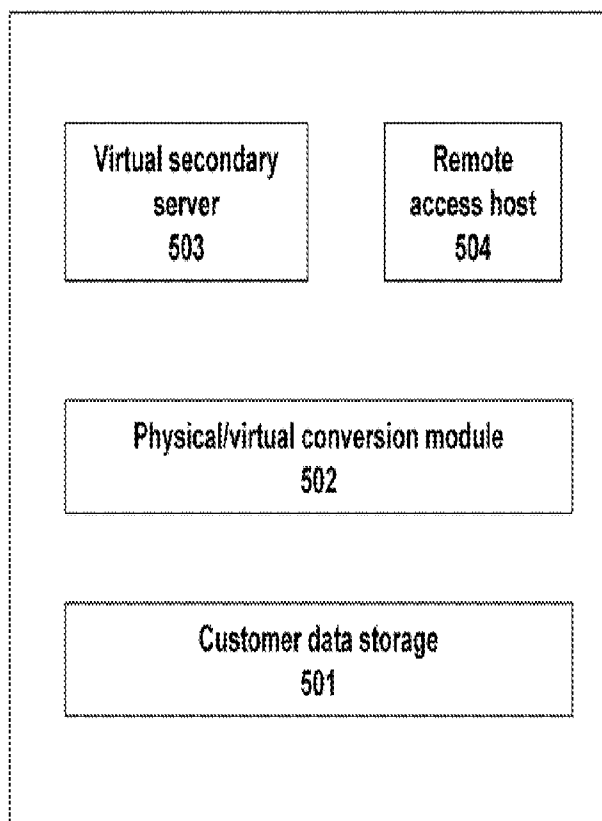 Virtual secondary
server
503
Remote
access host
504
Physical/virtual conversion module
502
Customer data storage
501